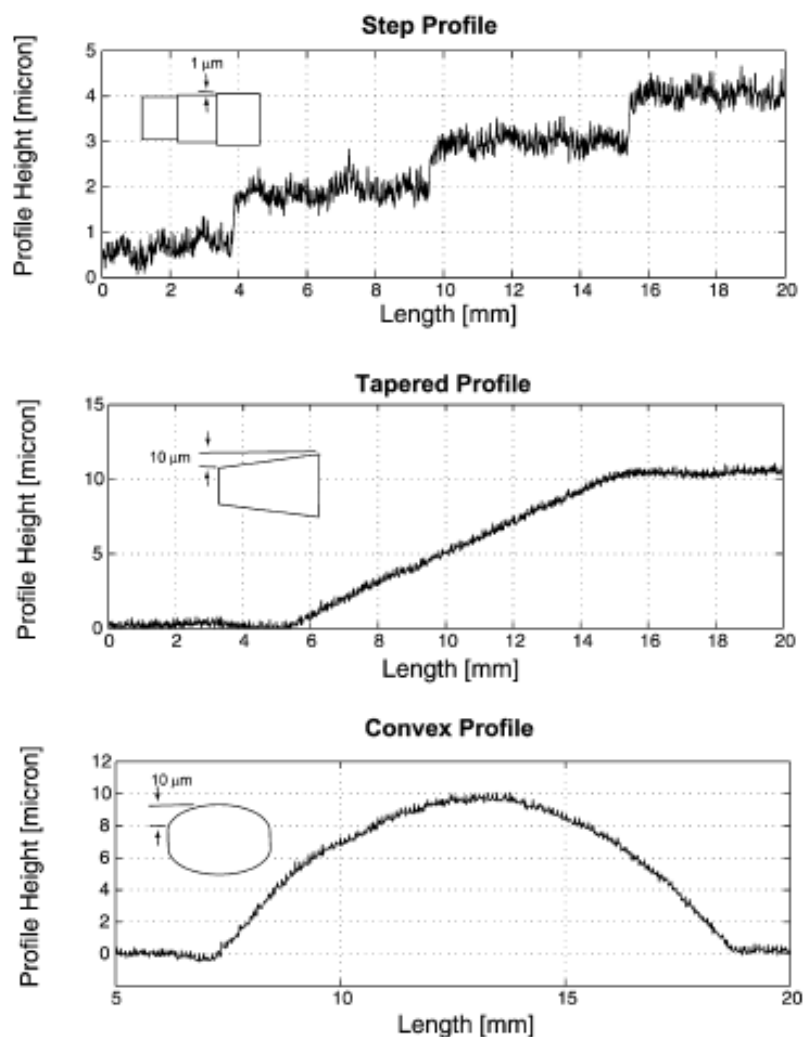 Step Profile
Profile Height [micron]
5
4
3
2
1
0
1 μm
0 2 4 6 8 10 12 14 16 18 20
Length [mm]
Tapered Profile
Profile Height [micron]
15
10
5
0
10 μm
0 2 4 6 8 10 12 14 16 18 20
Length [mm]
Convex Profile
Profile Height [micron]
12
10
8
6
4
2
0
10 μm
5 10 15 20
Length [mm]